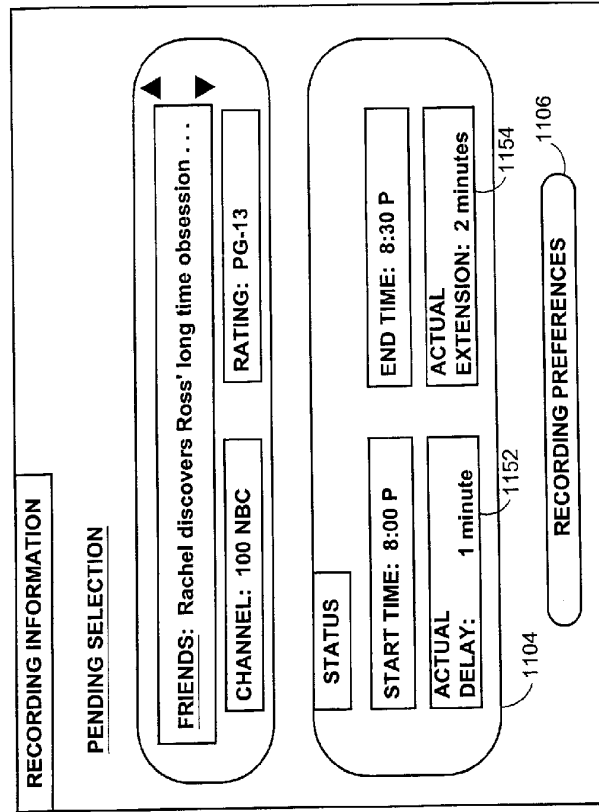 RECORDING INFORMATION
PENDING SELECTION
FRIENDS: Rachel discovers Ross' long time obsession . . .
CHANNEL: 100 NBC
RATING: PG-13
STATUS
START TIME: 8:00 P
END TIME: 8:30 P
ACTUAL
DELAY: 1 minute
ACTUAL
EXTENSION: 2 minutes
1104
1152
1154
RECORDING PREFERENCES
1106